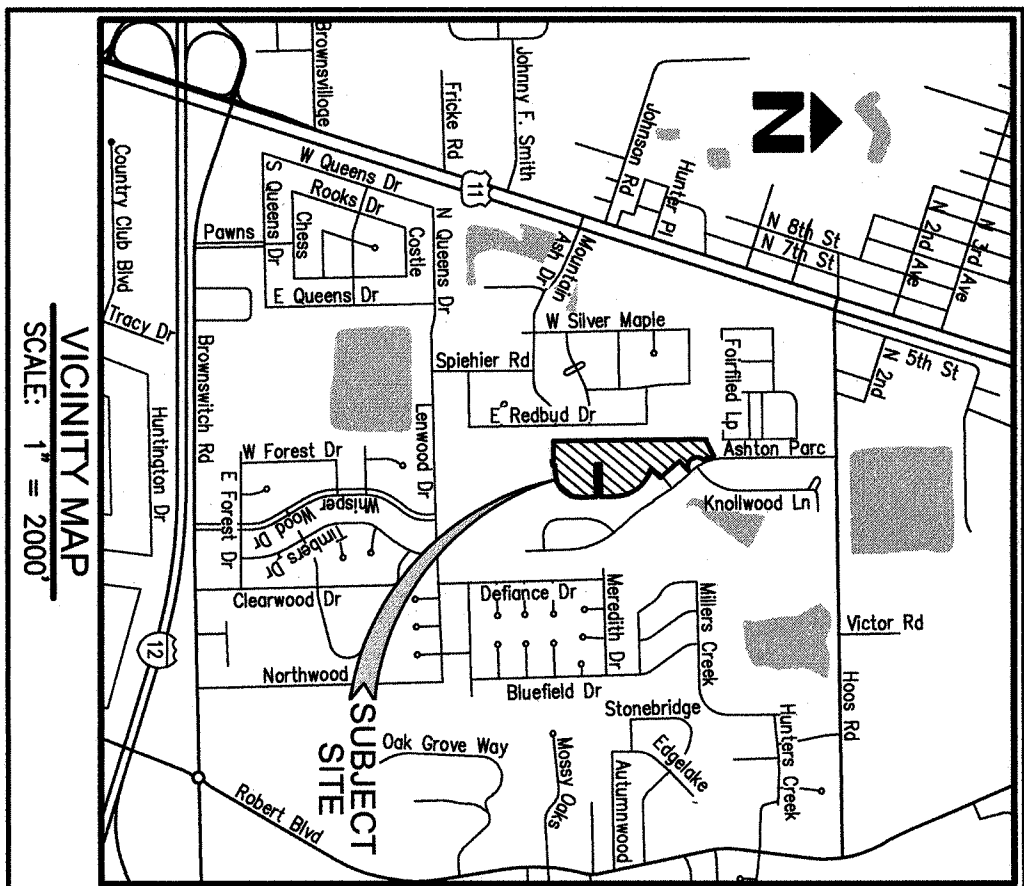 Brownsville
Johnny F. Smith
Fricke Rd
Johnson Rd
Hunter Pl
N 8th St
N 7th St
N 2nd Ave
N 3rd Ave
N 5th St
N 2nd
N
11
W Queens Dr
S Queens Dr
Rooks Dr
Chess
Castle
Pawns
E Queens Dr
N Queens Dr
Mountain
Ash Dr
W Silver Maple
Spiehier Rd
E Redbud Dr
Foirfiled Lp
Ashton Parc
Knollwood Ln
Country Club Blvd
Tracy Dr
Brownswitch Rd
Huntington Dr
Lenwood Dr
W Forest Dr
E Forest Dr
Whisper
Wood Dr
Timbers Dr
Clearwood Dr
Northwood
Defiance Dr
Meredith Dr
Millers Creek
Bluefield Dr
Victor Rd
Hoos Rd
Hunters Creek
Stonebridge
Edgelake
Autumnwood
Mossy Oaks
Oak Grove Way
Robert Blvd
12
SUBJECT
SITE
VICINITY MAP
SCALE: 1" = 2000'